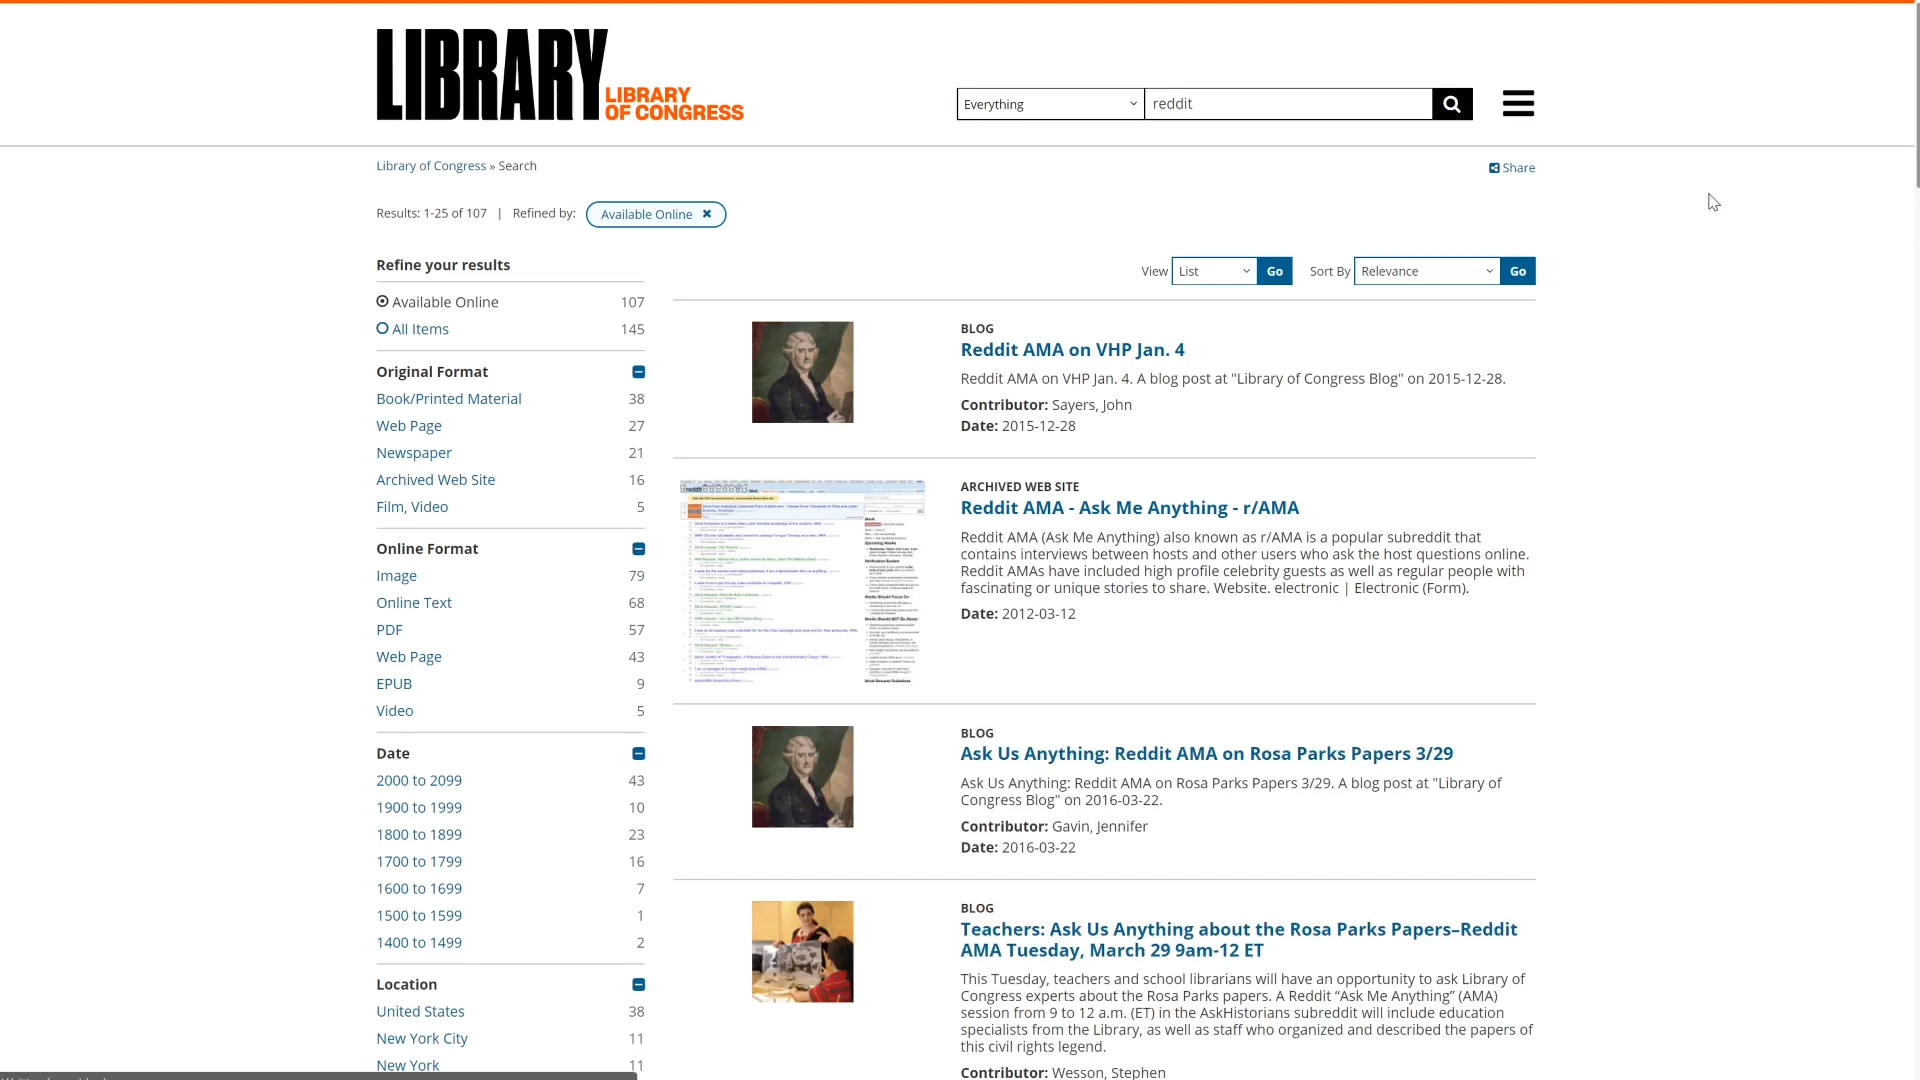 LIBRARY
LIBRARY
OF CONGRESS
Everything
reddit
Library of Congress » Search
Share
Results: 1-25 of 107 | Refined by: Available Online ✖
Refine your results
Available Online 107
All Items 145
Original Format
Book/Printed Material 38
Web Page 27
Newspaper 21
Archived Web Site 16
Film, Video 5
Online Format
Image 79
Online Text 68
PDF 57
Web Page 43
EPUB 9
Video 5
Date
2000 to 2099 43
1900 to 1999 10
1800 to 1899 23
1700 to 1799 16
1600 to 1699 7
1500 to 1599 1
1400 to 1499 2
Location
United States 38
New York City 11
New York 11
View List Go Sort By Relevance Go
BLOG
Reddit AMA on VHP Jan. 4
Reddit AMA on VHP Jan. 4. A blog post at "Library of Congress Blog" on 2015-12-28.
Contributor: Sayers, John
Date: 2015-12-28
reddit
ARCHIVED WEB SITE
Reddit AMA - Ask Me Anything - r/AMA
Reddit AMA (Ask Me Anything) also known as r/AMA is a popular subreddit that
contains interviews between hosts and other users who ask the host questions online.
Reddit AMAs have included high profile celebrity guests as well as regular people with
fascinating or unique stories to share. Website. electronic | Electronic (Form).
Date: 2012-03-12
BLOG
Ask Us Anything: Reddit AMA on Rosa Parks Papers 3/29
Ask Us Anything: Reddit AMA on Rosa Parks Papers 3/29. A blog post at "Library of
Congress Blog" on 2016-03-22.
Contributor: Gavin, Jennifer
Date: 2016-03-22
BLOG
Teachers: Ask Us Anything about the Rosa Parks Papers–Reddit
AMA Tuesday, March 29 9am-12 ET
This Tuesday, teachers and school librarians will have an opportunity to ask Library of
Congress experts about the Rosa Parks papers. A Reddit “Ask Me Anything” (AMA)
session from 9 to 12 a.m. (ET) in the AskHistorians subreddit will include education
specialists from the Library, as well as staff who organized and described the papers of
this civil rights legend.
Contributor: Wesson, Stephen